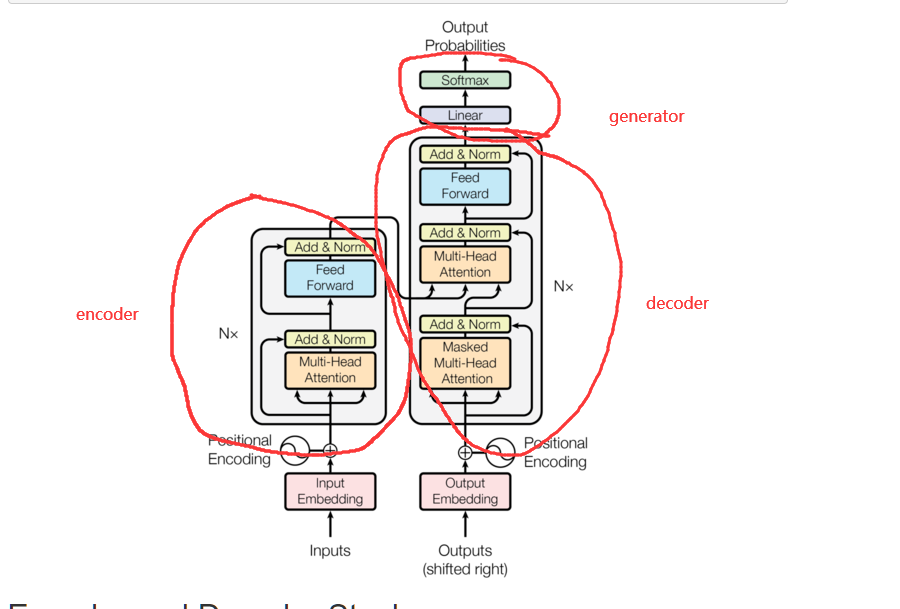 Output
Probabilities
Softmax
Linear
generator
Add & Norm
Feed
Forward
Add & Norm
Multi-Head
Attention
Nx
decoder
Add & Norm
Masked
Multi-Head
Attention
encoder
Add & Norm
Feed
Forward
Nx
Add & Norm
Multi-Head
Attention
Positional
Encoding
Positional
Encoding
Input
Embedding
Output
Embedding
Inputs
Outputs
(shifted right)